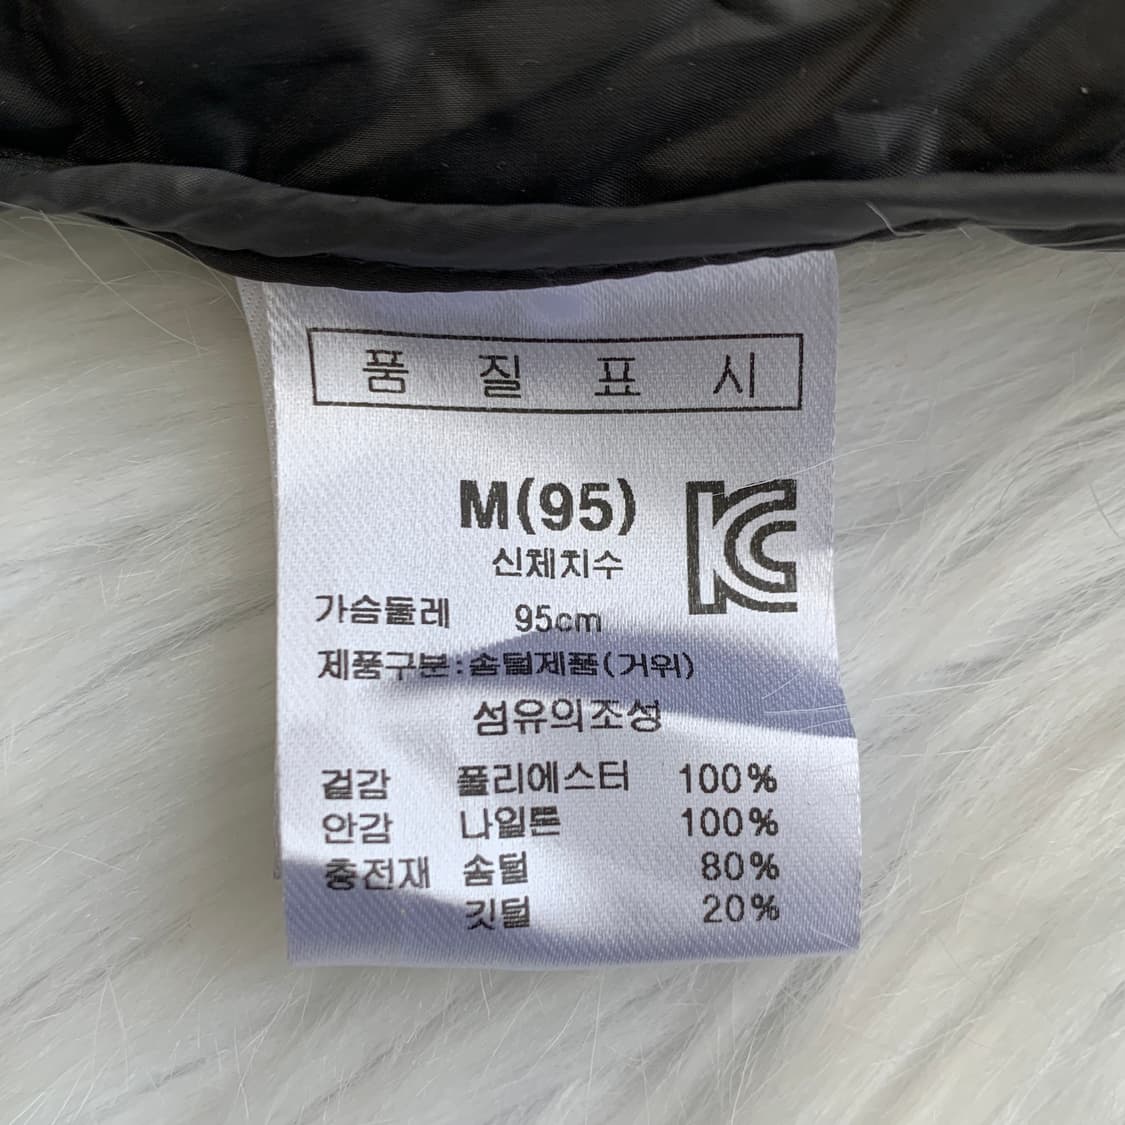 품 질 표 시
M(95)
신체치수
가슴둘레 95cm
제품구분:솜털제품(거위)
섬유의조성
겉감 폴리에스터 100%
안감 나일론 100%
충전재 솜털 80%
깃털 20%